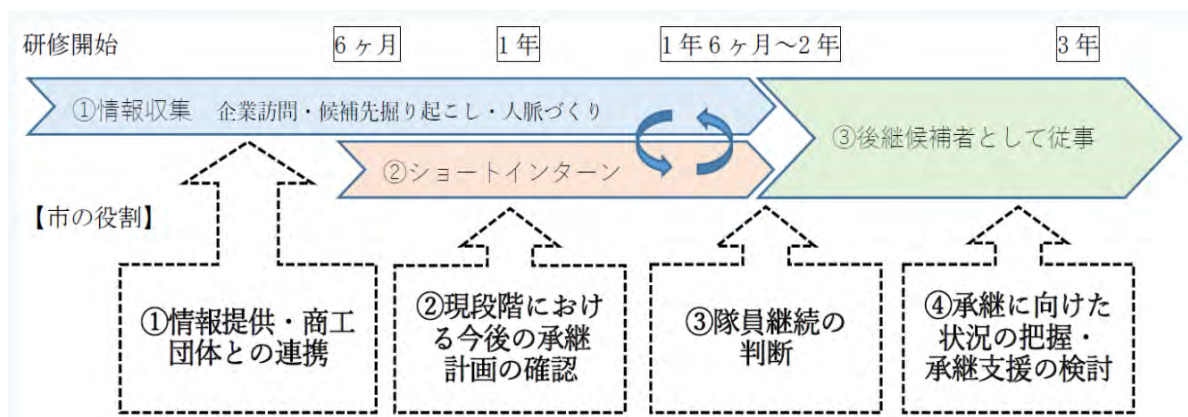 研修開始
6ヶ月
1年
1年6ヶ月～2年
3年
①情報収集 企業訪問・候補先掘り起こし・人脈づくり
②ショートインターン
③後継候補者として従事
【市の役割】
①情報提供・商工
団体との連携
②現段階におけ
る今後の承継
計画の確認
③隊員継続の
判断
④承継に向けた
状況の把握・
承継支援の検討